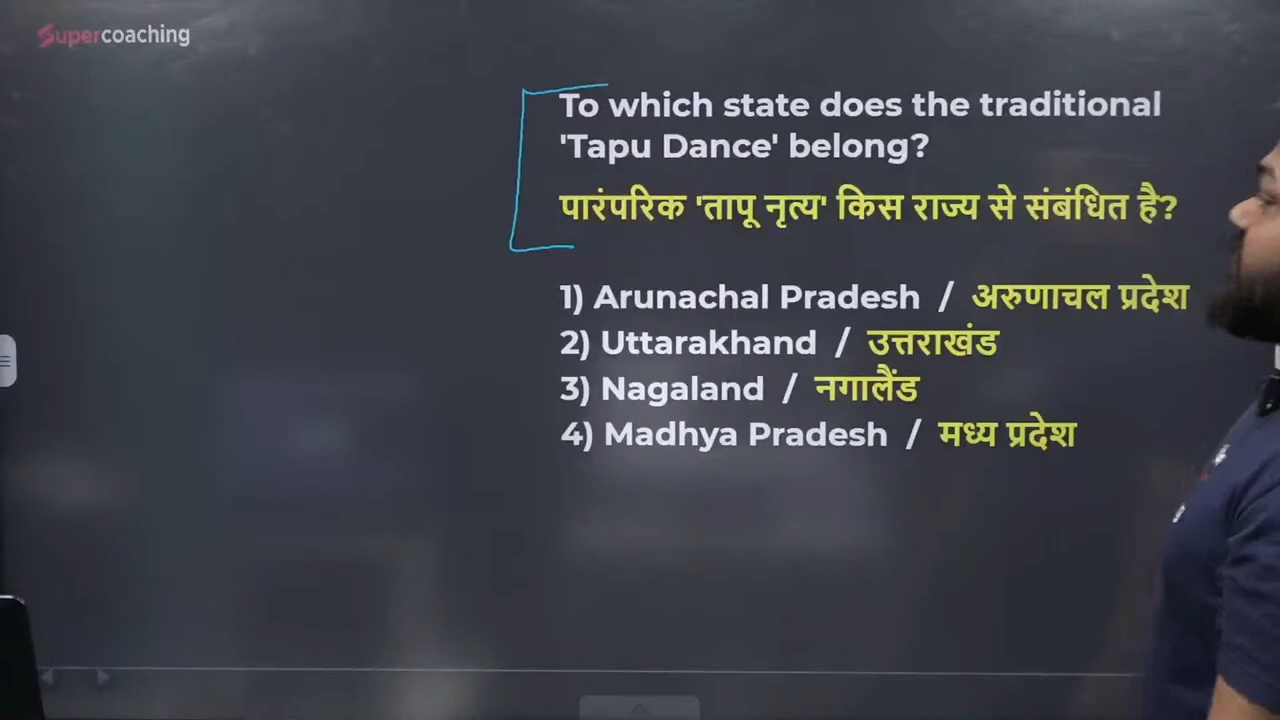 Supercoaching
To which state does the traditional
'Tapu Dance' belong?
पारंपरिक 'तापू नृत्य' किस राज्य से संबंधित है?
1) Arunachal Pradesh / अरुणाचल प्रदेश
2) Uttarakhand / उत्तराखंड
3) Nagaland / नगालैंड
4) Madhya Pradesh / मध्य प्रदेश